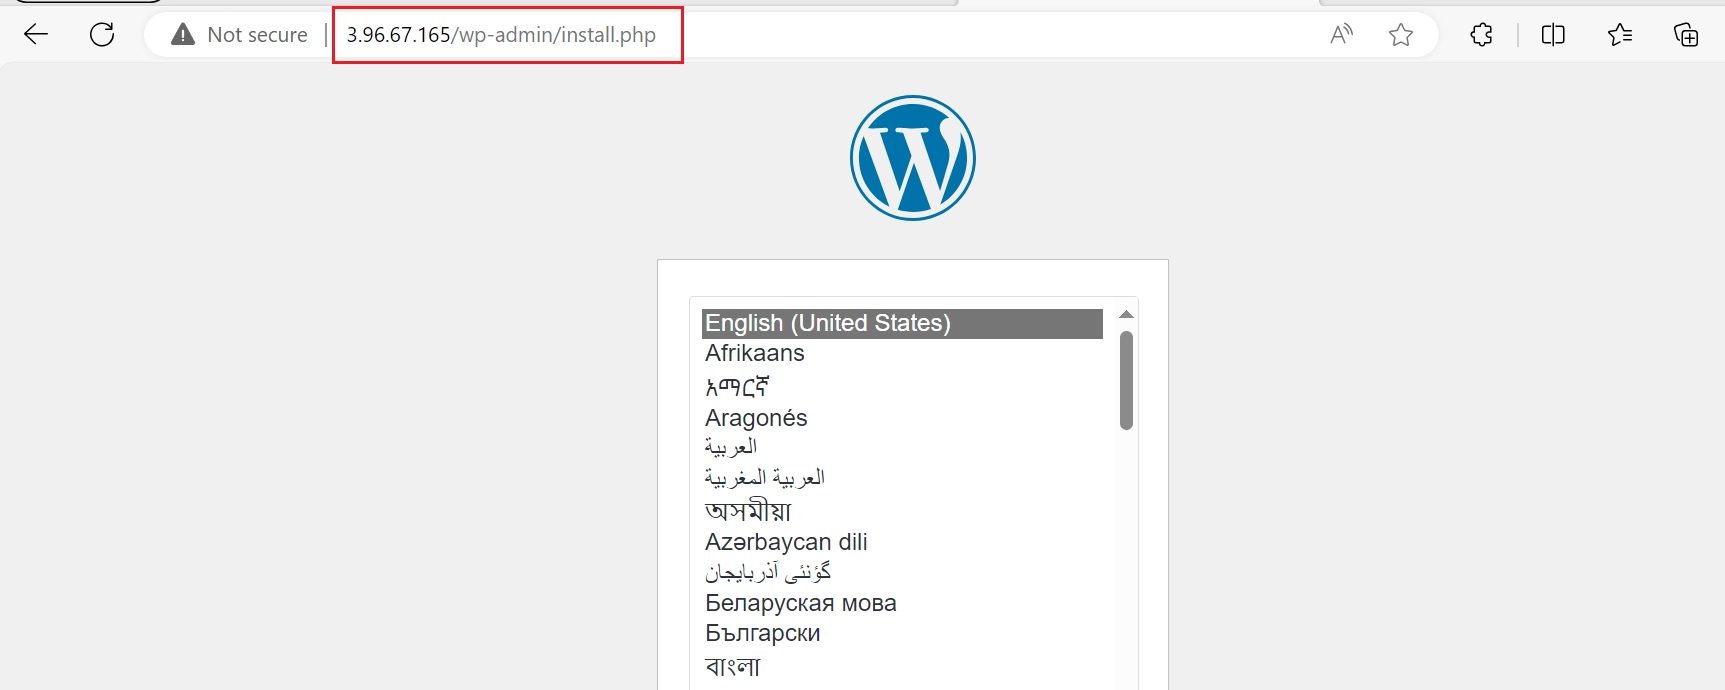 Not secure | 3.96.67.165/wp-admin/install.php
English (United States)
Afrikaans
አማርኛ
Aragonés
العربية
العربية المغربية
অসমীয়া
Azərbaycan dili
گؤنئی آذربایجان
Беларуская мова
Български
বাংলা